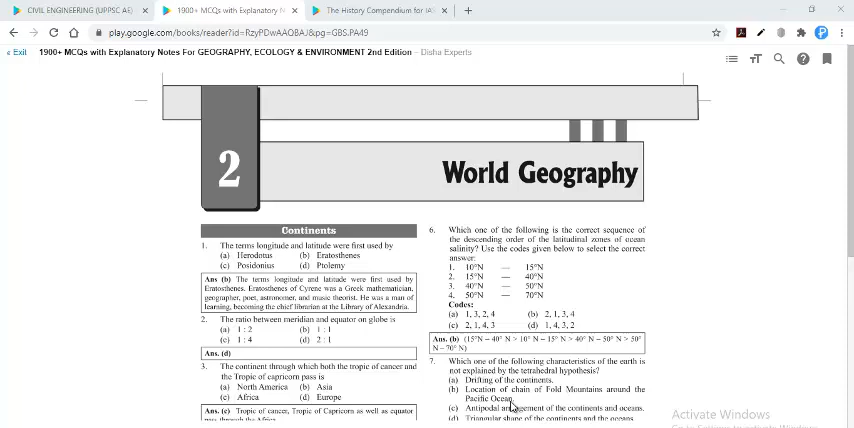 CIVIL ENGINEERING (UPPSC AE)
1900+ MCQs with Explanatory N
The History Compendium for IAS
play.google.com/books/reader?id=RzyPDwAAQBAJ&pg=GBS.PA49
« Exit 1900+ MCQs with Explanatory Notes For GEOGRAPHY, ECOLOGY & ENVIRONMENT 2nd Edition – Disha Experts
2
World Geography
Continents
1. The terms longitude and latitude were first used by
(a) Herodotus (b) Eratosthenes
(c) Posidonius (d) Ptolemy
Ans (b) The terms longitude and latitude were first used by
Eratosthenes. Eratosthenes of Cyrene was a Greek mathematician,
geographer, poet, astronomer, and music theorist. He was a man of
learning, becoming the chief librarian at the Library of Alexandria.
2. The ratio between meridian and equator on globe is
(a) 1 : 2 (b) 1 : 1
(c) 1 : 4 (d) 2 : 1
Ans. (d)
3. The continent through which both the tropic of cancer and
the Tropic of capricorn pass is
(a) North America (b) Asia
(c) Africa (d) Europe
Ans. (c) Tropic of cancer, Tropic of Capricorn as well as equator
pass through the Africa
6. Which one of the following is the correct sequence of
the descending order of the latitudinal zones of ocean
salinity? Use the codes given below to select the correct
answer:
1. 10°N — 15°N
2. 15°N — 40°N
3. 40°N — 50°N
4. 50°N — 70°N
Codes:
(a) 1, 3, 2, 4 (b) 2, 1, 3, 4
(c) 2, 1, 4, 3 (d) 1, 4, 3, 2
Ans. (b) (15°N – 40° N > 10° N – 15° N > 40° N – 50° N > 50°
N – 70° N)
7. Which one of the following characteristics of the earth is
not explained by the tetrahedral hypothesis?
(a) Drifting of the continents.
(b) Location of chain of Fold Mountains around the
Pacific Ocean.
(c) Antipodal arrangement of the continents and oceans.
(d) Triangular shape of the continents and the oceans.
Activate Windows